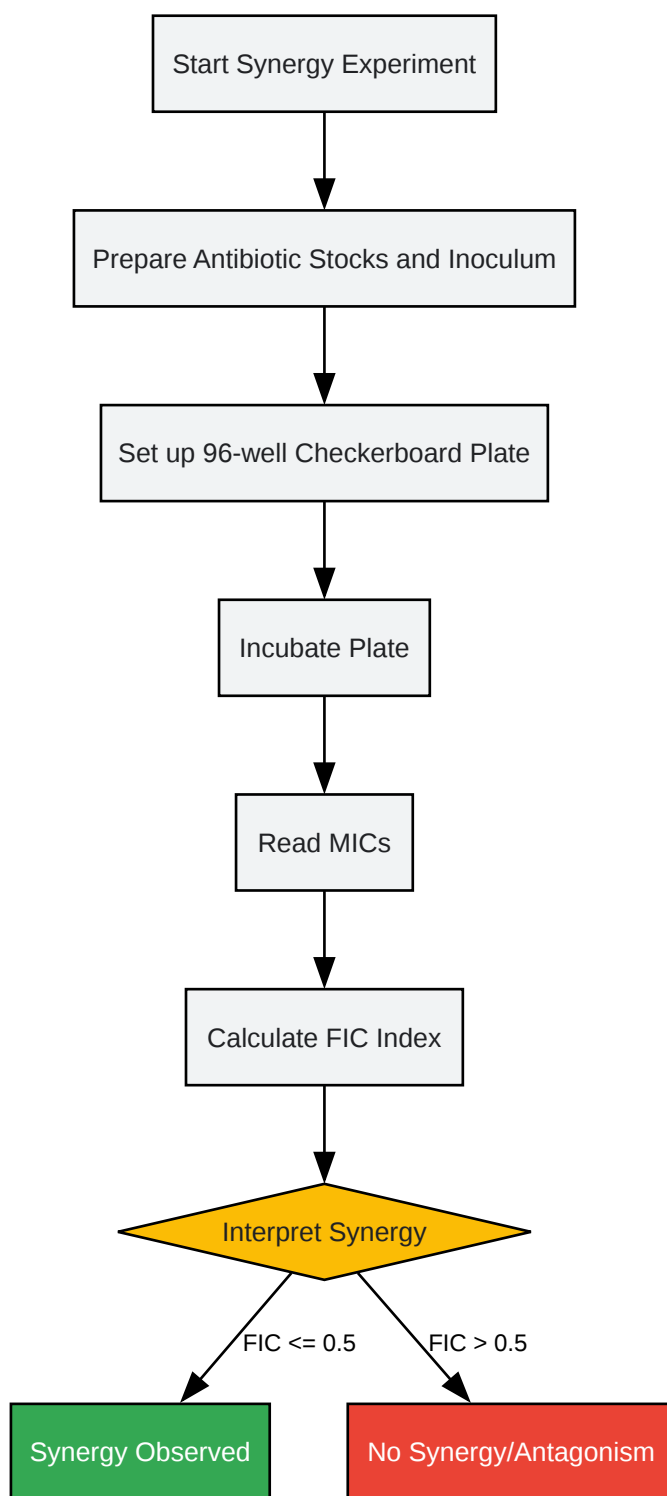 Start Synergy Experiment
Prepare Antibiotic Stocks and Inoculum
Set up 96-well Checkerboard Plate
Incubate Plate
Read MICs
Calculate FIC Index
Interpret Synergy
FIC <= 0.5
FIC > 0.5
Synergy Observed
No Synergy/Antagonism